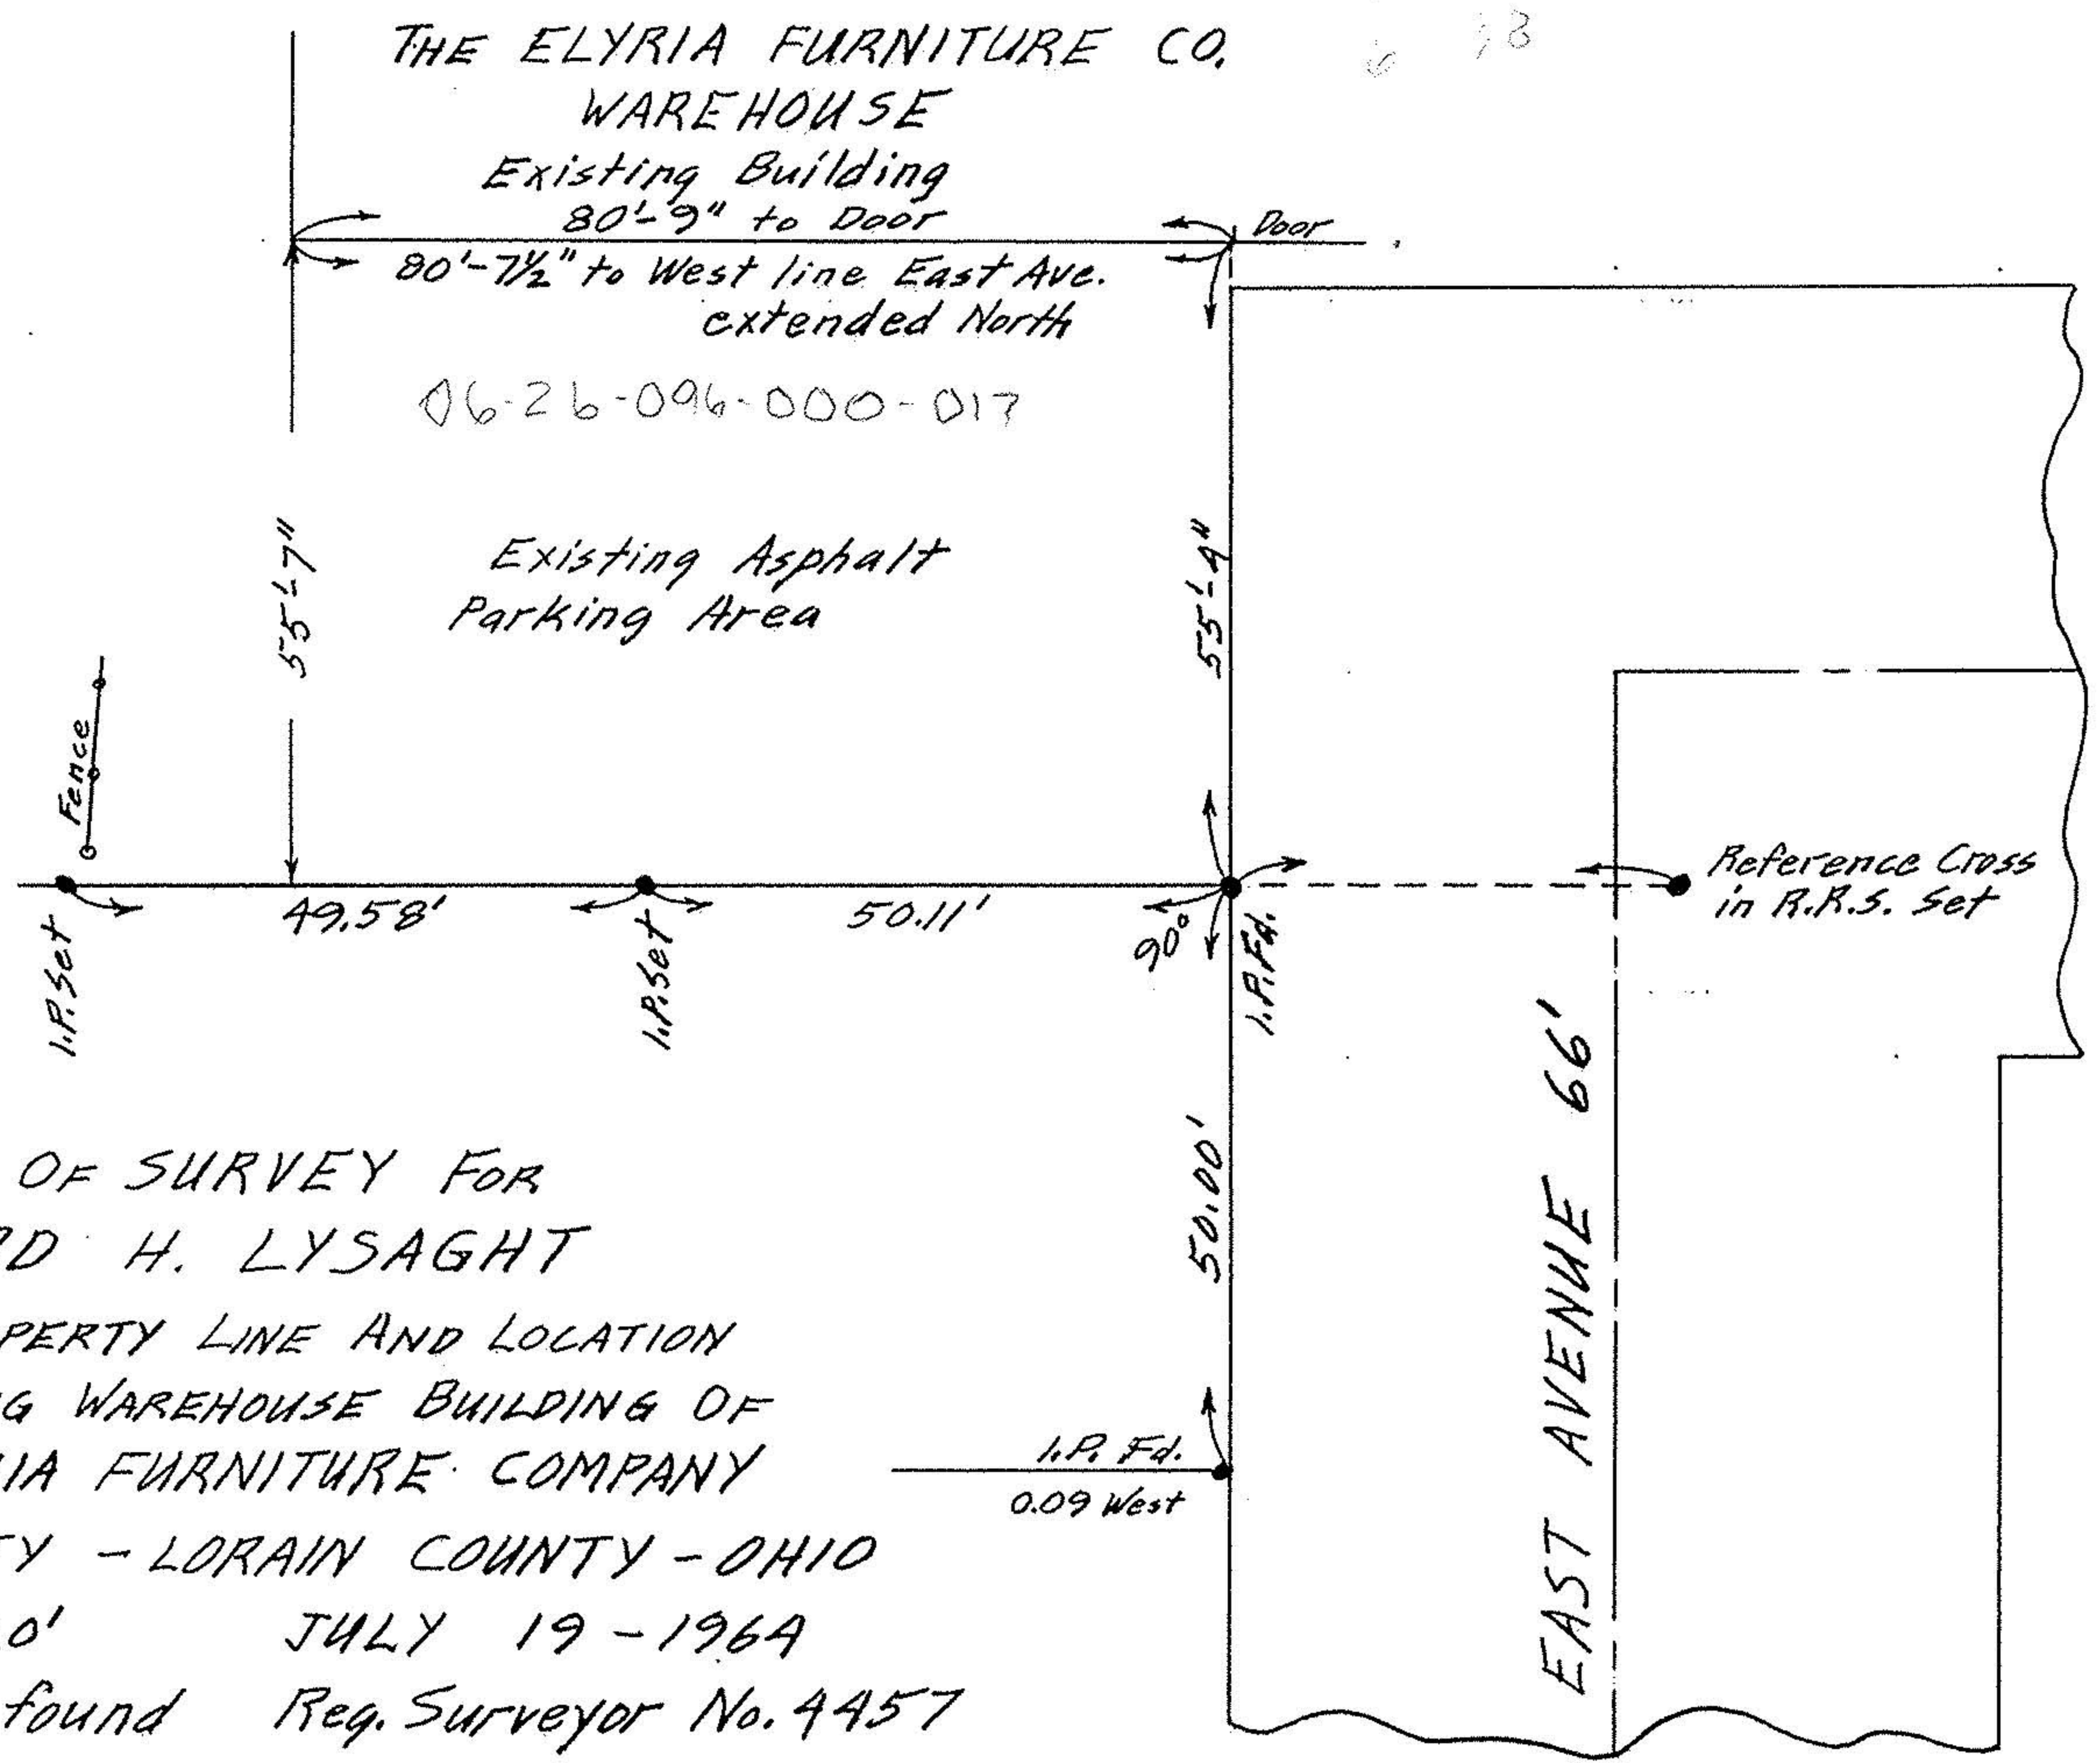 THE ELYRIA FURNITURE CO.
WAREHOUSE
Existing Building
80'-9" to Door
Door
80'-7½" to West line East Ave.
extended North
06-26-096-000-017
55'-7"
Existing Asphalt
Parking Area
55'-4"
Fence
Reference Cross
in R.R.S. Set
49.58'
50.11'
90°
I.P. Set
I.P. Set
I.P. Fd.
EAST AVENUE 66'
50.00'
I.P. Fd.
0.09 West
OF SURVEY FOR
RD H. LYSAGHT
PERTY LINE AND LOCATION
G WAREHOUSE BUILDING OF
IA FURNITURE COMPANY
TY - LORAIN COUNTY - OHIO
0' JULY 19 - 1964
found Reg. Surveyor No. 4457